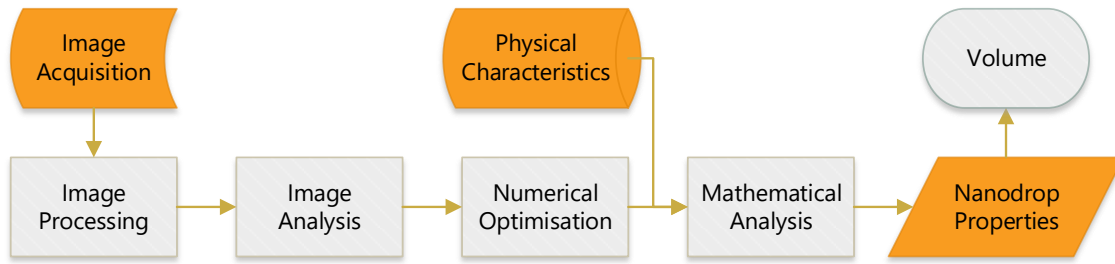 Image
Acquisition
Physical
Characteristics
Volume
Image
Processing
Image
Analysis
Numerical
Optimisation
Mathematical
Analysis
Nanodrop
Properties